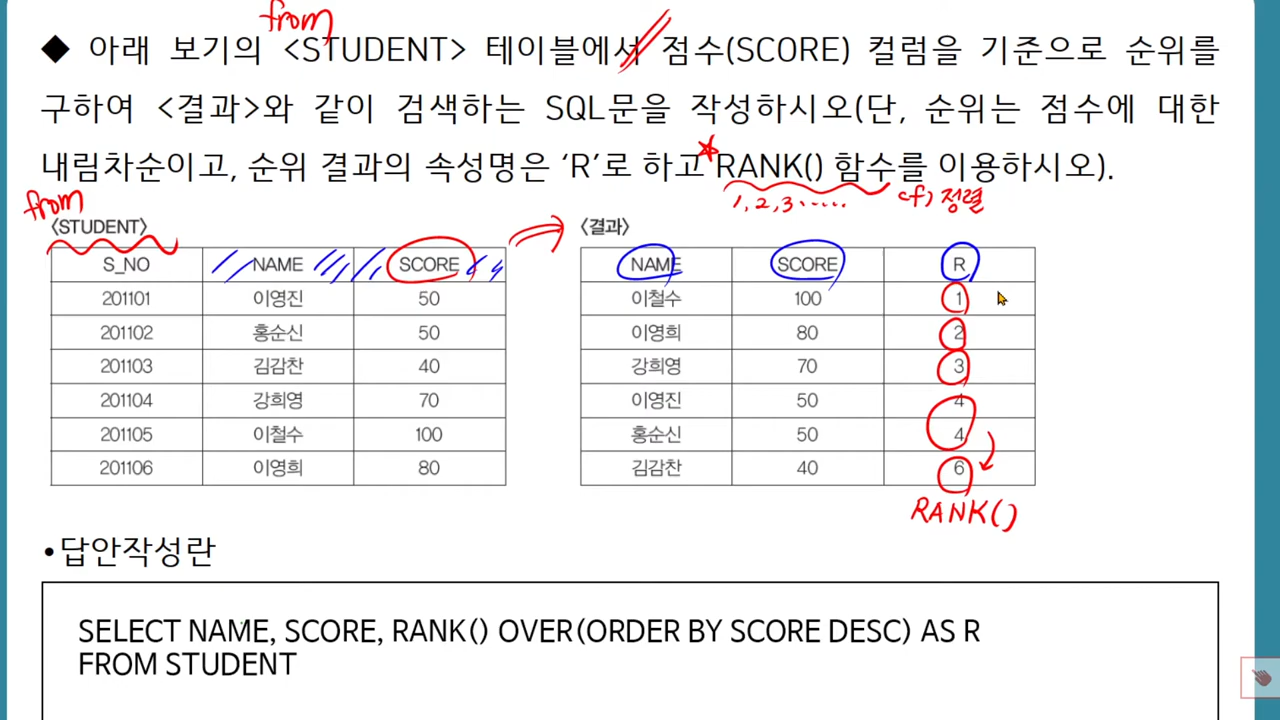 from
◆ 아래 보기의 <STUDENT> 테이블에서 점수(SCORE) 컬럼을 기준으로 순위를
구하여 <결과>와 같이 검색하는 SQL문을 작성하시오(단, 순위는 점수에 대한
내림차순이고, 순위 결과의 속성명은 ‘R’로 하고 RANK() 함수를 이용하시오).
from
1, 2, 3 ..... cf) 정렬
<STUDENT> <결과>
S_NO NAME SCORE NAME SCORE R
201101 이영진 50 이철수 100 1
201102 홍순신 50 이영희 80 2
201103 김감찬 40 강희영 70 3
201104 강희영 70 이영진 50 4
201105 이철수 100 홍순신 50 4
201106 이영희 80 김감찬 40 6
RANK()
•답안작성란
SELECT NAME, SCORE, RANK() OVER(ORDER BY SCORE DESC) AS R
FROM STUDENT